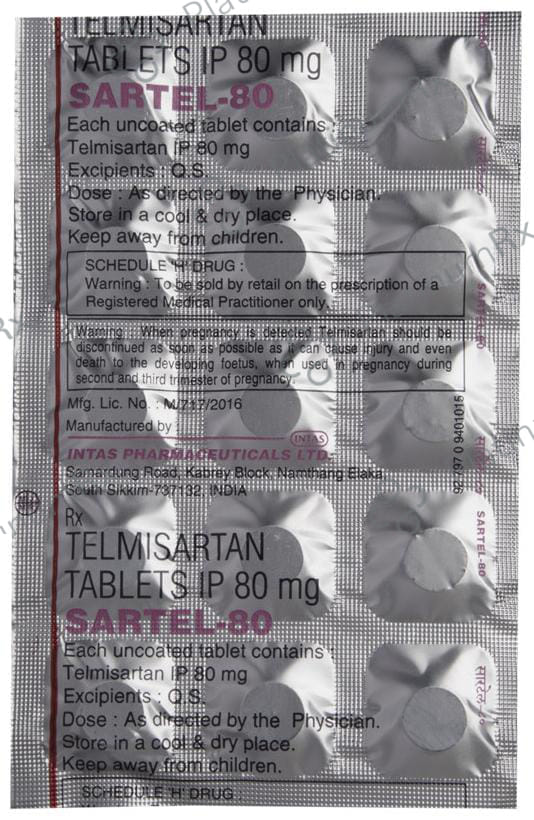 TELMISARTAN
TABLETS IP 80 mg
SARTEL-80
Each uncoated tablet contains :
Telmisartan IP 80 mg
Excipients : Q.S.
Dose : As directed by the Physician.
Store in a cool & dry place.
Keep away from children.
SCHEDULE 'H' DRUG :
Warning : To be sold by retail on the prescription of a
Registered Medical Practitioner only.
Warning : When pregnancy is detected Telmisartan should be
discontinued as soon as possible as it can cause injury and even
death to the developing foetus, when used in pregnancy during
second and third trimester of pregnancy.
Mfg. Lic. No. : M/717/2016
Manufactured by :
INTAS
INTAS PHARMACEUTICALS LTD.
Samardung Road, Kabrey Block, Namthang Elaka,
South Sikkim-737132, INDIA
92 797 0 9401015
Rx
TELMISARTAN
TABLETS IP 80 mg
SARTEL-80
Each uncoated tablet contains :
Telmisartan IP 80 mg
Excipients : Q.S.
Dose : As directed by the Physician.
Store in a cool & dry place.
Keep away from children.
SCHEDULE 'H' DRUG :
SARTEL-80
SARTEL-80